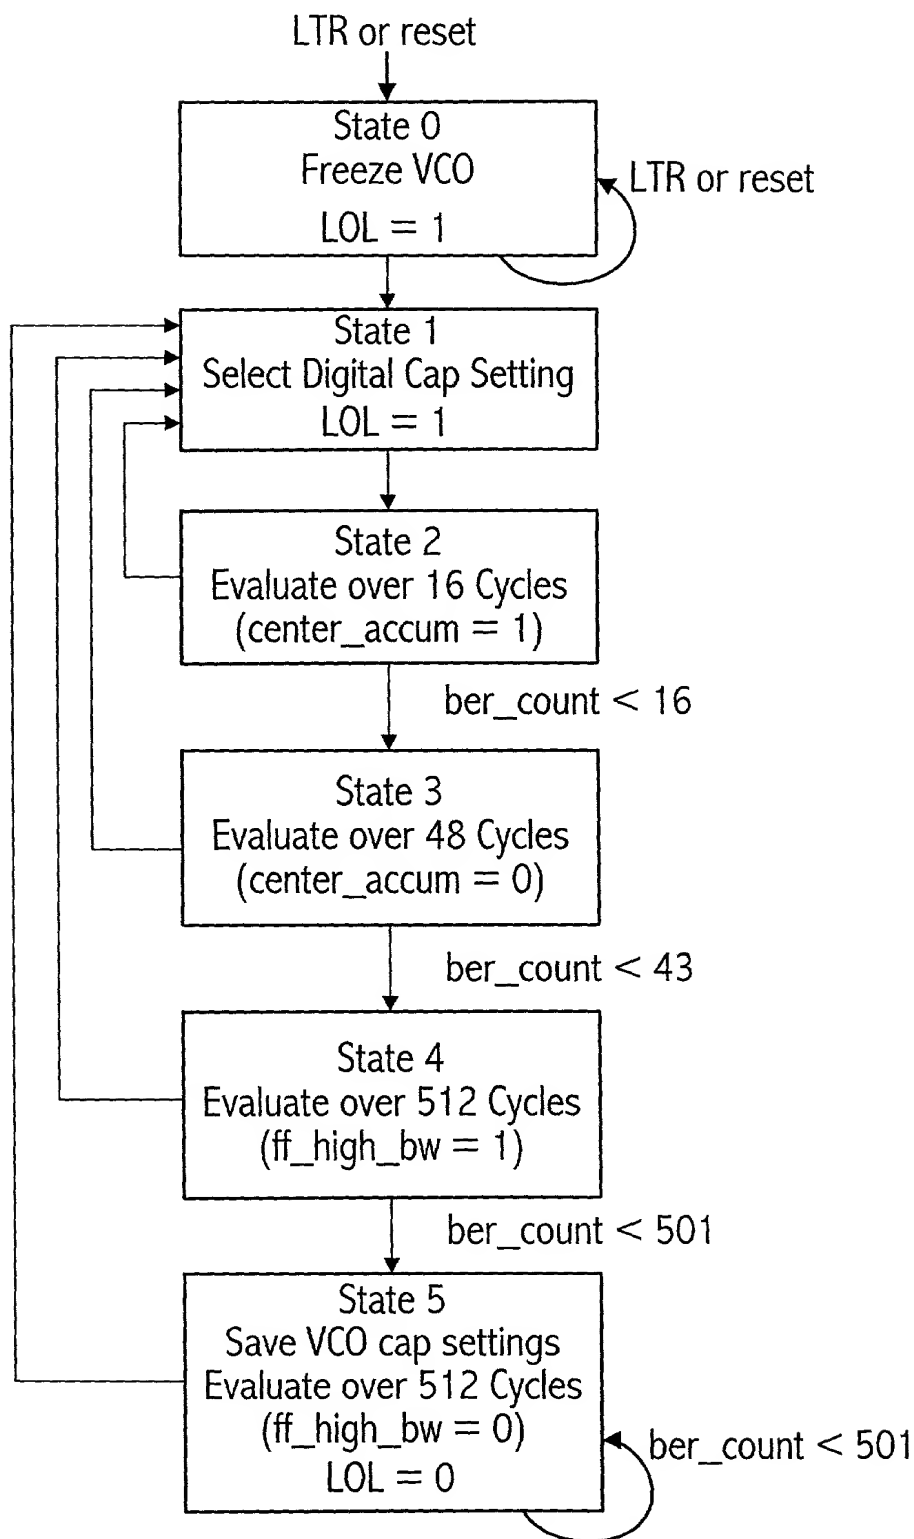 LTR or reset
State 0
Freeze VCO
LTR or reset
LOL = 1
State 1
Select Digital Cap Setting
LOL = 1
State 2
Evaluate over 16 Cycles
(center_accum = 1)
ber_count < 16
State 3
Evaluate over 48 Cycles
(center_accum = 0)
ber_count < 43
State 4
Evaluate over 512 Cycles
(ff_high_bw = 1)
ber_count < 501
State 5
Save VCO cap settings
Evaluate over 512 Cycles
(ff_high_bw = 0)
ber_count < 501
LOL = 0